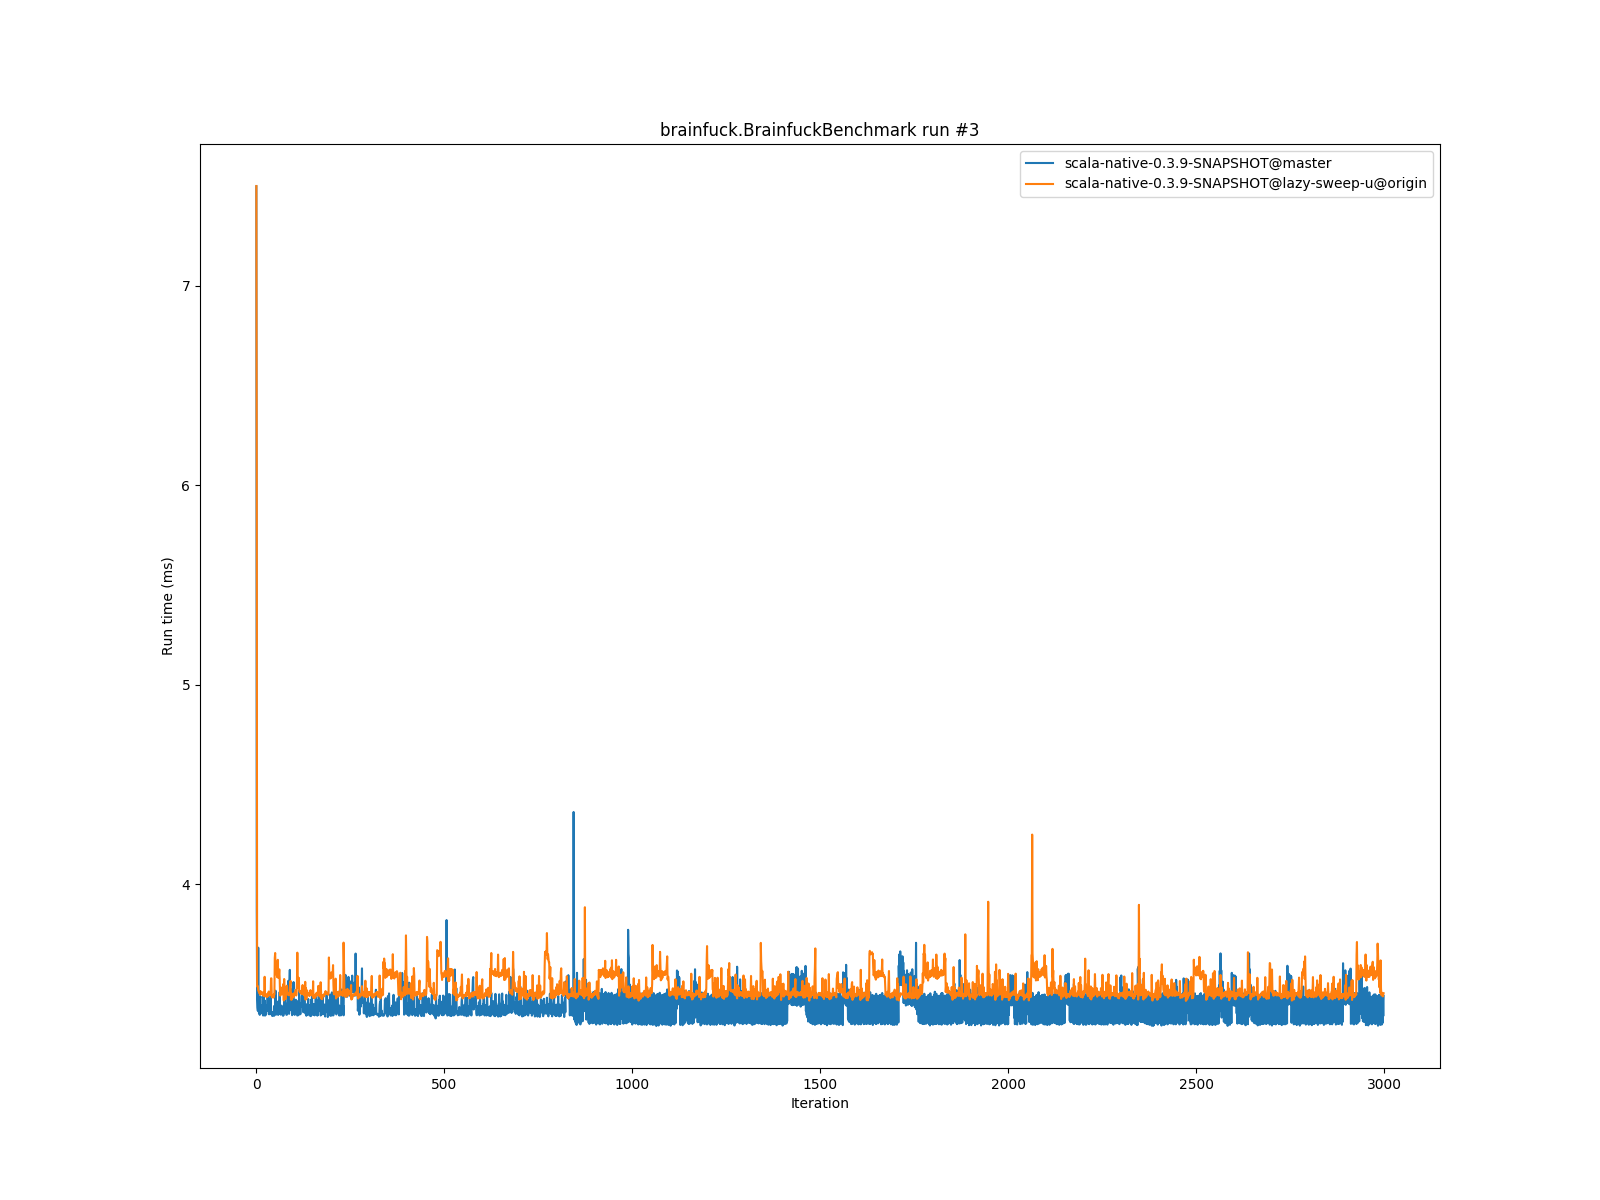 brainfuck.BrainfuckBenchmark run #3
scala-native-0.3.9-SNAPSHOT@master
scala-native-0.3.9-SNAPSHOT@lazy-sweep-u@origin
7
6
5
4
Run time (ms)
0 500 1000 1500 2000 2500 3000
Iteration